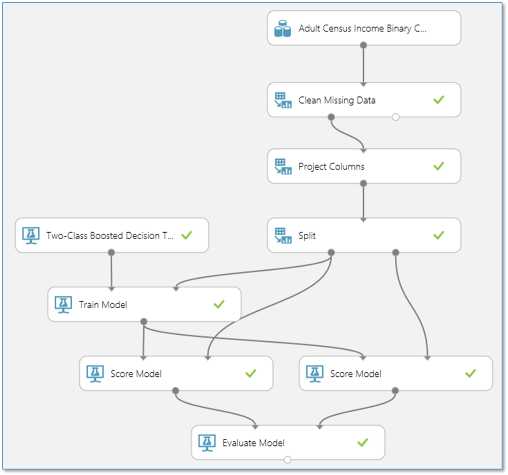 Adult Census Income Binary C...
Clean Missing Data
Project Columns
Two-Class Boosted Decision T...
Split
Train Model
Score Model
Score Model
Evaluate Model